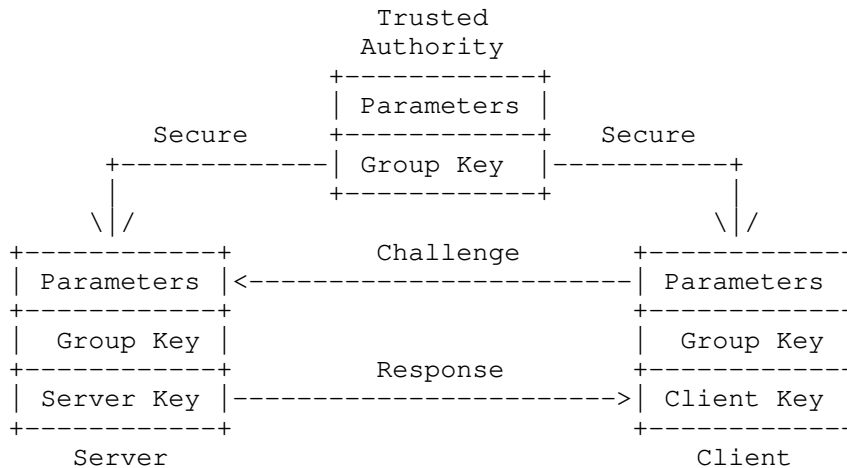 Trusted
Authority
Parameters
Secure Secure
Group Key
Challenge
Parameters Parameters
Group Key Group Key
Response
Server Key Client Key
Server Client